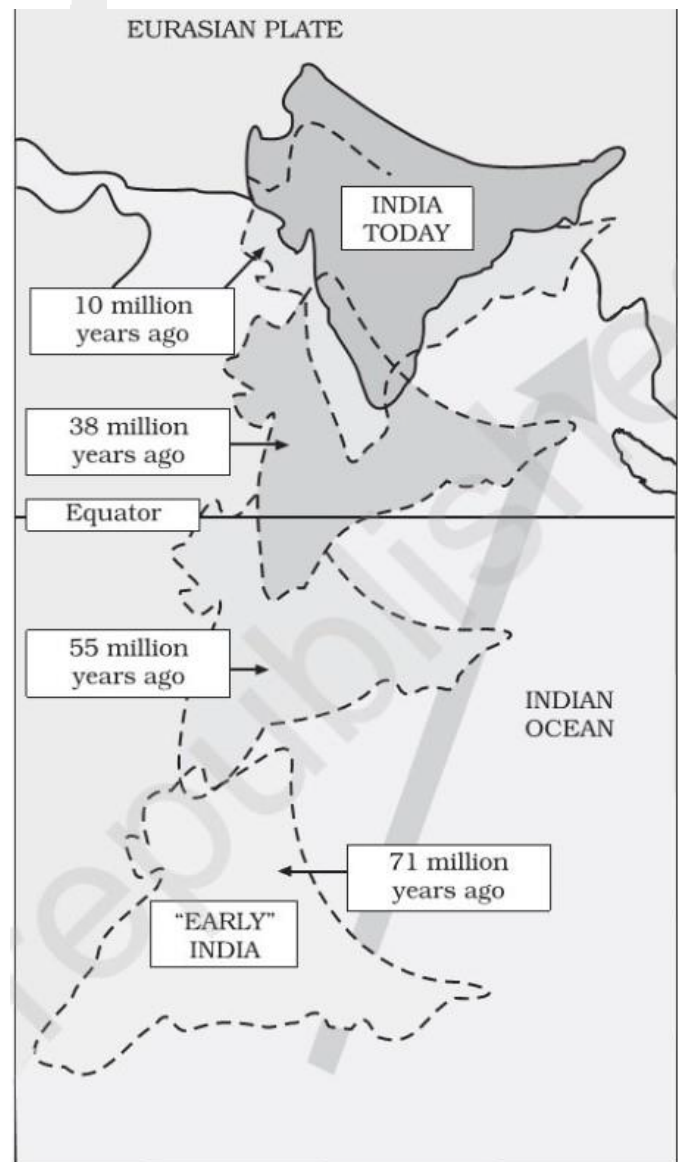 EURASIAN PLATE
INDIA
TODAY
10 million
years ago
38 million
years ago
Equator
55 million
years ago
INDIAN
OCEAN
71 million
years ago
"EARLY"
INDIA